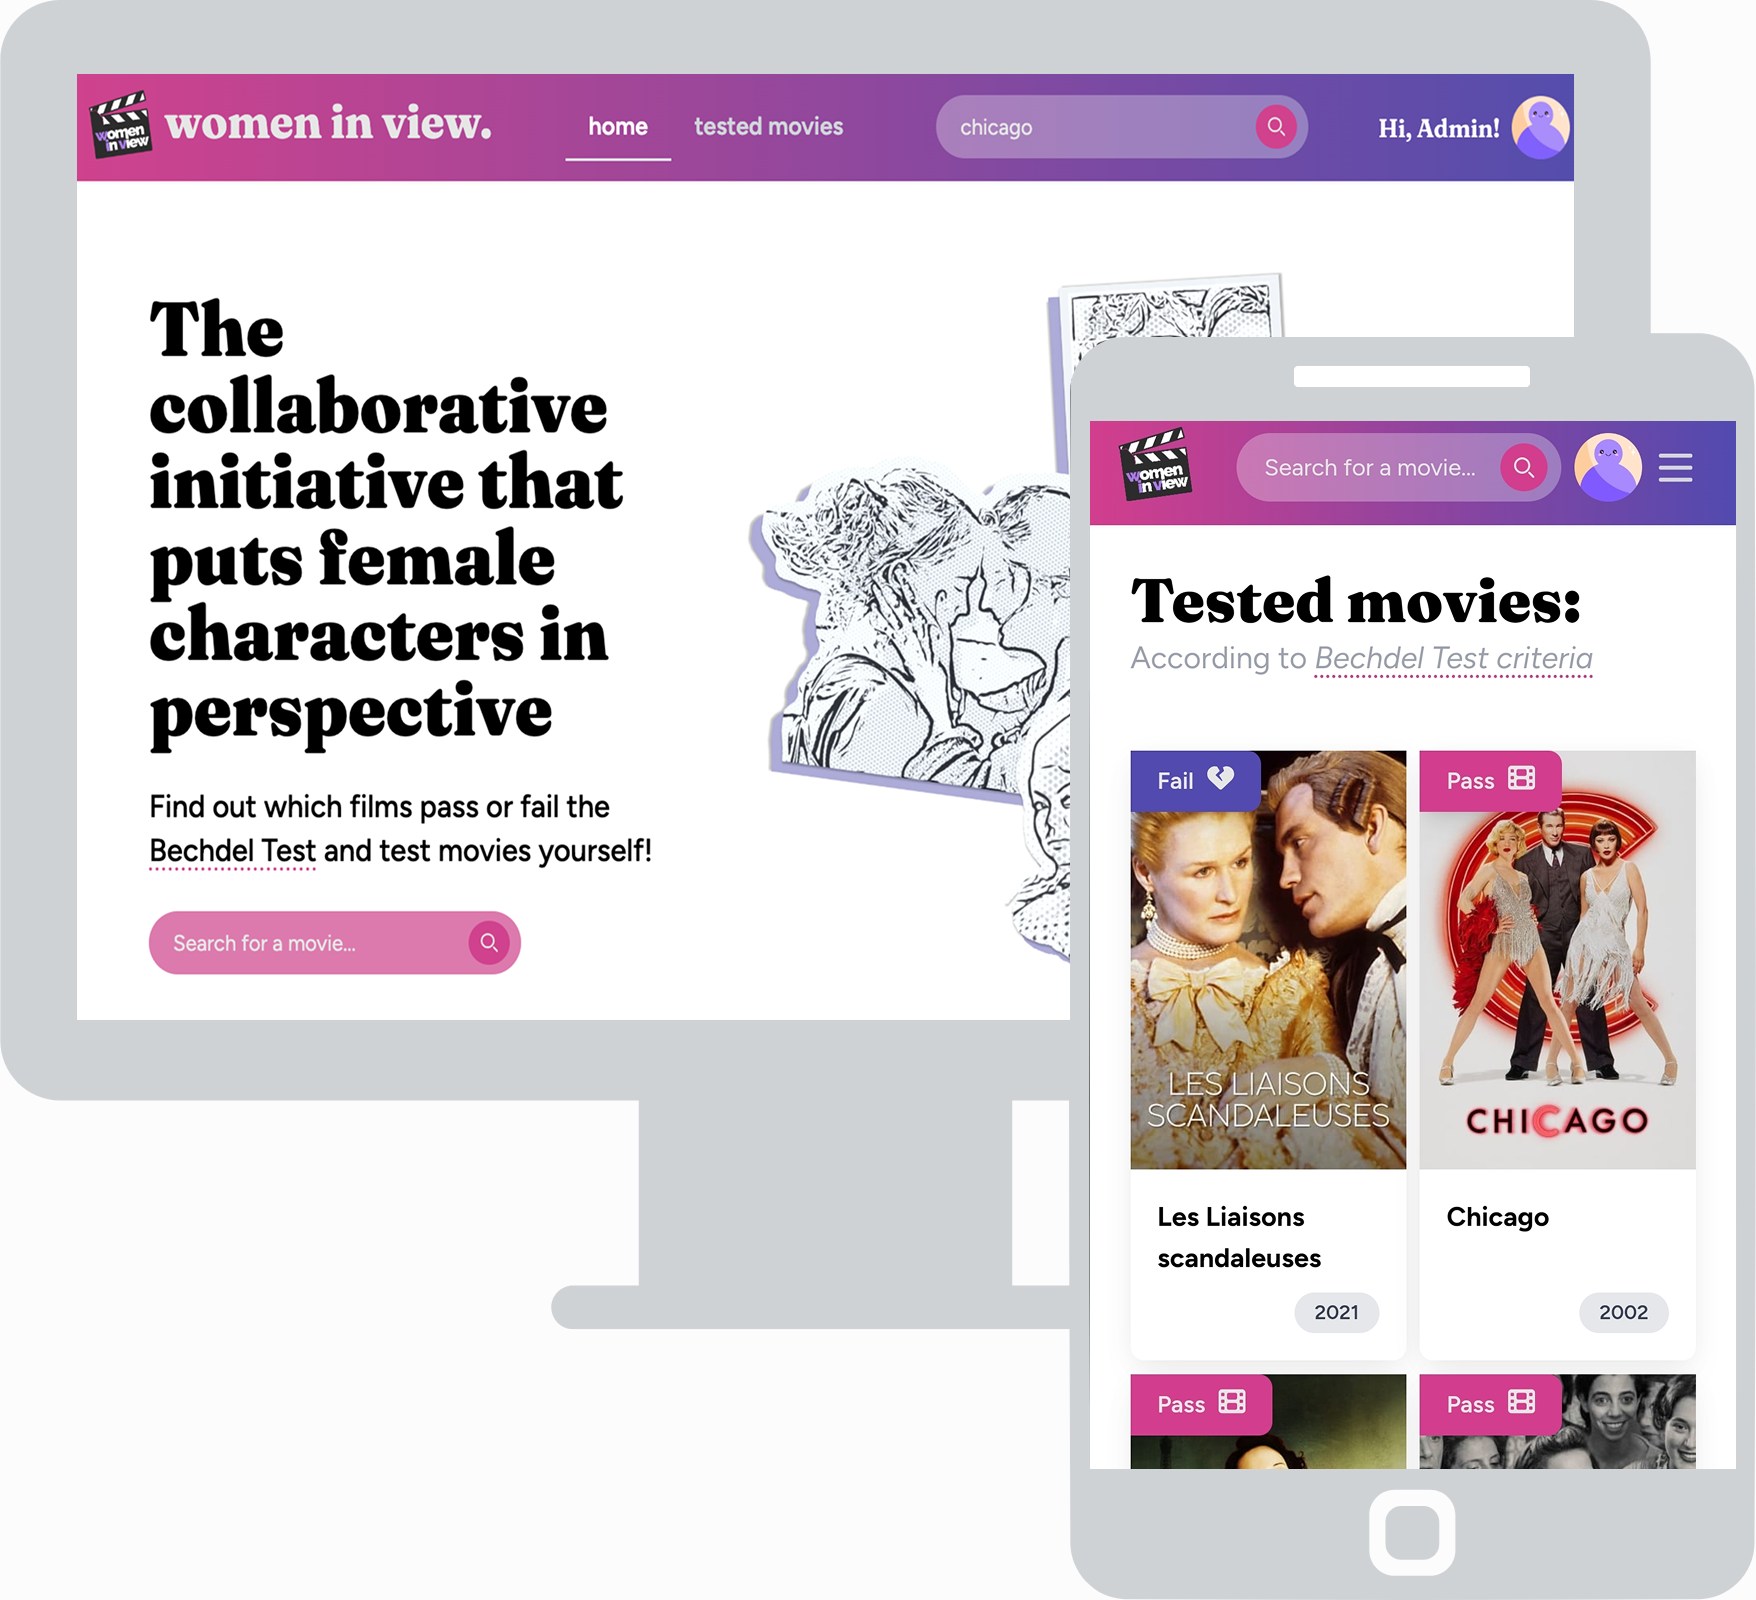 women in view
women in view.
home
tested movies
chicago
Hi, Admin!
The
collaborative
initiative that
puts female
characters in
perspective
Find out which films pass or fail the
Bechdel Test and test movies yourself!
Search for a movie...
women in view
Search for a movie...
Tested movies:
According to Bechdel Test criteria
Fail
Pass
LES LIAISONS
SCANDALEUSES
CHICAGO
Les Liaisons
scandaleuses
2021
Chicago
2002
Pass
Pass